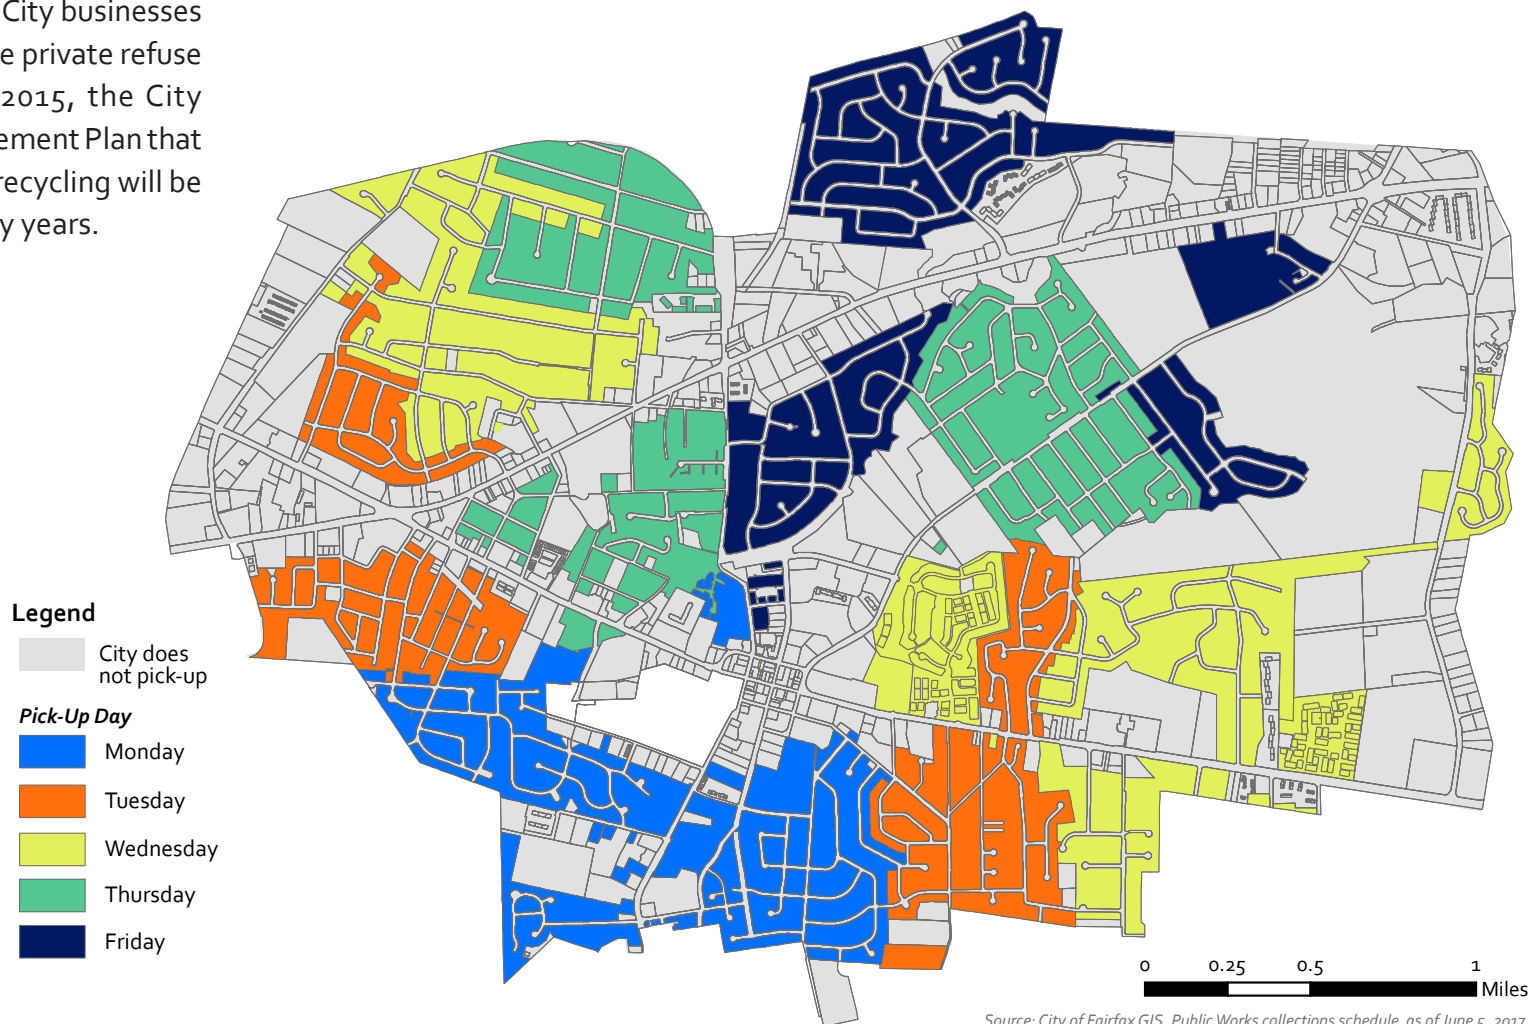 City businesses
e private refuse
2015, the City
ement Plan that
recycling will be
y years.
Legend
City does
not pick-up
Pick-Up Day
Monday
Tuesday
Wednesday
Thursday
Friday
0 0.25 0.5 1
Miles
Source: City of Fairfax GIS, Public Works collections schedule, as of June 5, 2017